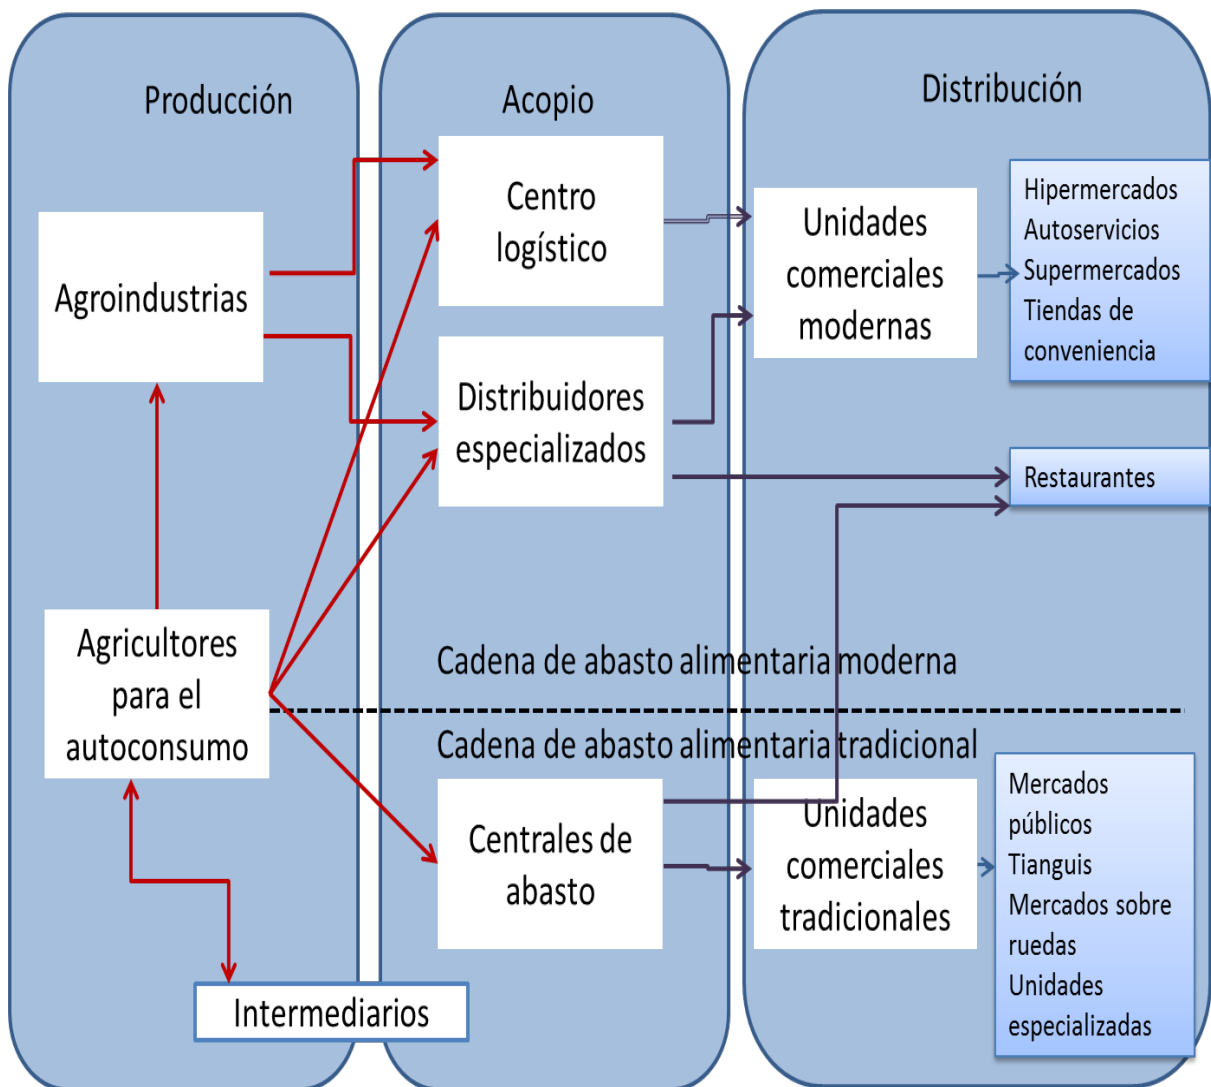 Producción
Acopio
Distribución
Agroindustrias
Agricultores
para el
autoconsumo
Intermediarios
Centro
logístico
Distribuidores
especializados
Cadena de abasto alimentaria moderna
Cadena de abasto alimentaria tradicional
Centrales de
abasto
Unidades
comerciales
modernas
Hipermercados
Autoservicios
Supermercados
Tiendas de
conveniencia
Restaurantes
Unidades
comerciales
tradicionales
Mercados
públicos
Tianguis
Mercados sobre
ruedas
Unidades
especializadas